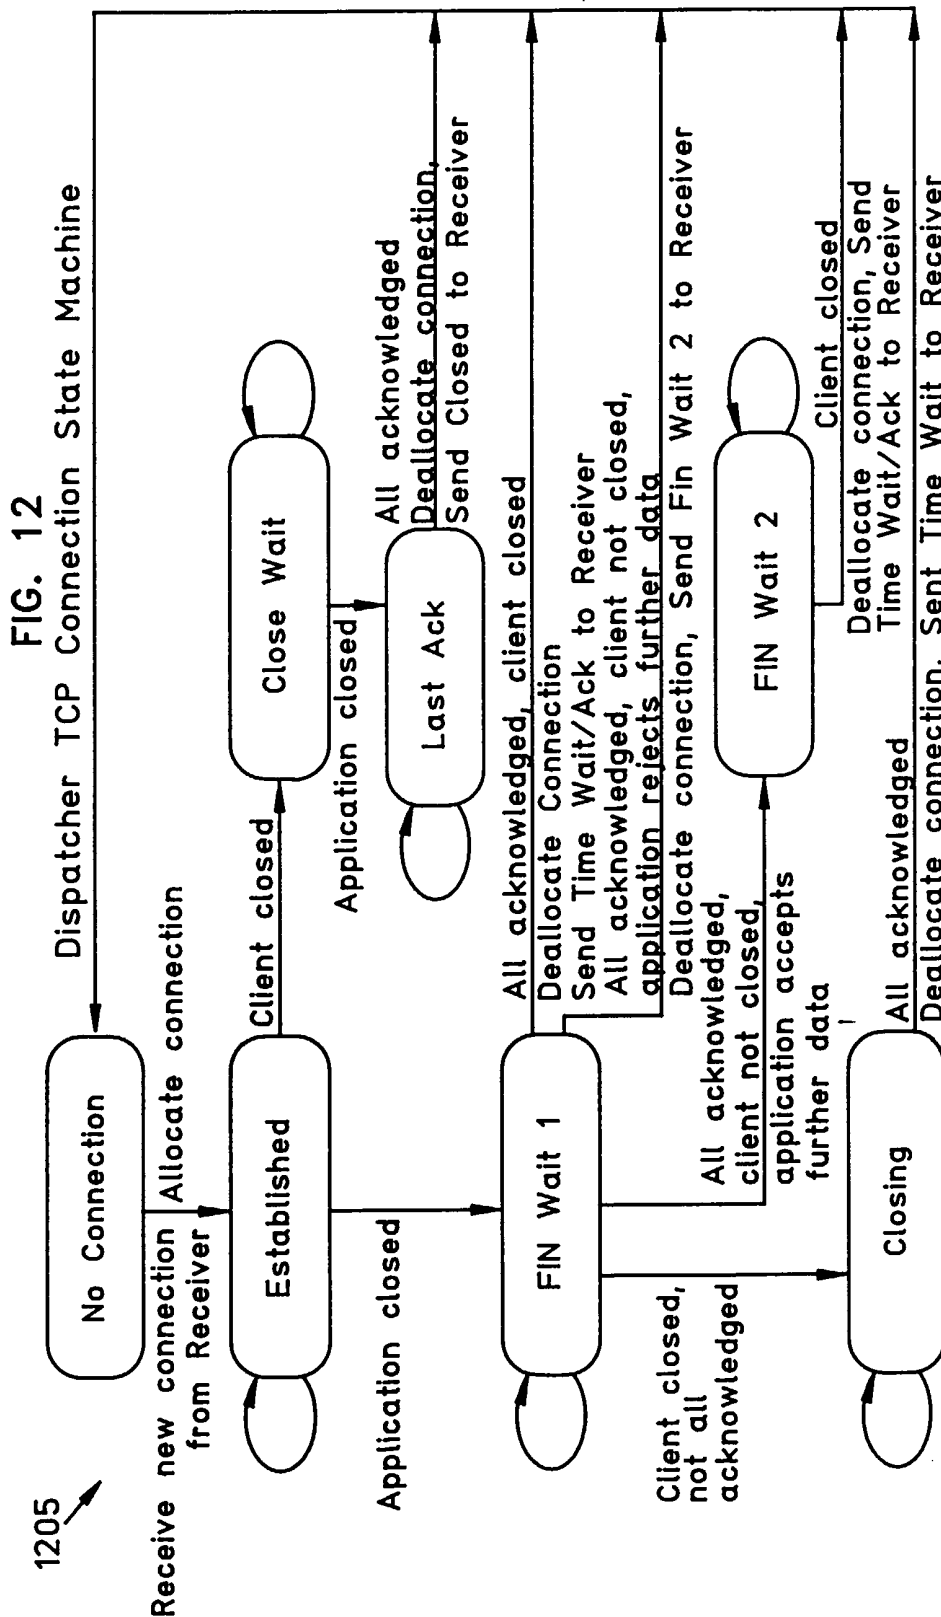 FIG. 12
Dispatcher TCP Connection State Machine
1205
No Connection
Receive new connection
from Receiver
Allocate connection
Established
Client closed
Close Wait
Application closed
Application closed
Last Ack
All acknowledged
Deallocate connection,
Send Closed to Receiver
FIN Wait 1
All acknowledged, client closed
Deallocate Connection
Send Time Wait/Ack to Receiver
All acknowledged, client not closed,
application rejects further data
Deallocate connection, Send FIn Wait 2 to Receiver
All acknowledged,
client not closed,
application accepts
further data
FIN Wait 2
Client closed
Deallocate connection, Send
Time Wait/Ack to Receiver
Client closed,
not all
acknowledged
Closing
All acknowledged
Deallocate connection, Sent Time Wait to Receiver